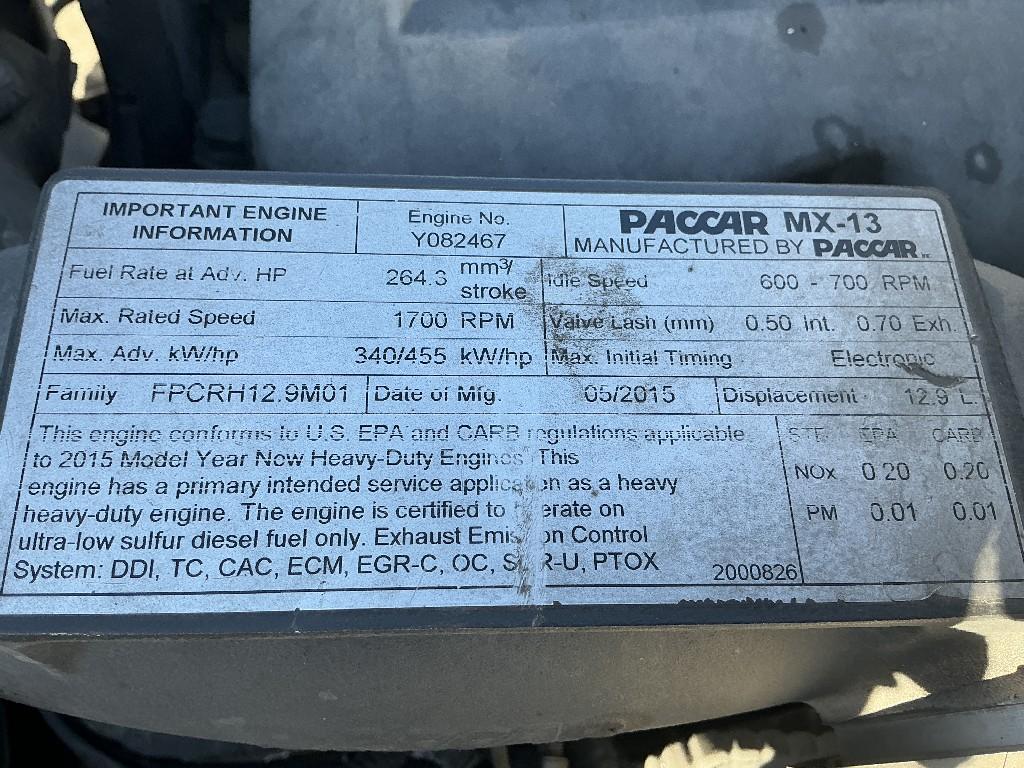 IMPORTANT ENGINE
INFORMATION
Engine No.
Y082467
PACCAR MX-13
MANUFACTURED BY PACCAR INC
Fuel Rate at Adv. HP 264.3 mm3/
stroke
Idle Speed 600 - 700 RPM
Max. Rated Speed 1700 RPM
Valve Lash (mm) 0.50 Int. 0.70 Exh.
Max. Adv. kW/hp 340/455 kW/hp
Max. Initial Timing Electronic
Family FPCRH12.9M01
Date of Mfg. 05/2015
Displacement 12.9 L
This engine conforms to U.S. EPA and CARB regulations applicable
to 2015 Model Year New Heavy-Duty Engines This
engine has a primary intended service application as a heavy
heavy-duty engine. The engine is certified to operate on
ultra-low sulfur diesel fuel only. Exhaust Emission Control
System: DDI, TC, CAC, ECM, EGR-C, OC, SCR-U, PTOX
2000826
STD EPA CARB
NOx 0.20 0.20
PM 0.01 0.01